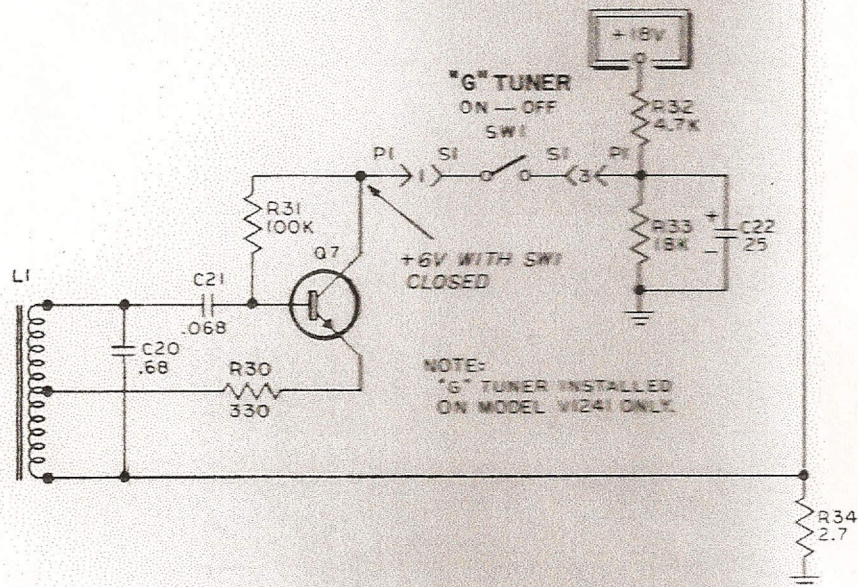 +18V
"G" TUNER
ON — OFF
SW1
R32
4.7K
P1
S1
S1
P1
1
3
R31
100K
Q7
+6V WITH SW1
CLOSED
R33
18K
+
−
C22
25
L1
C21
.068
C20
.68
R30
330
NOTE:
"G" TUNER INSTALLED
ON MODEL V1241 ONLY.
R34
2.7